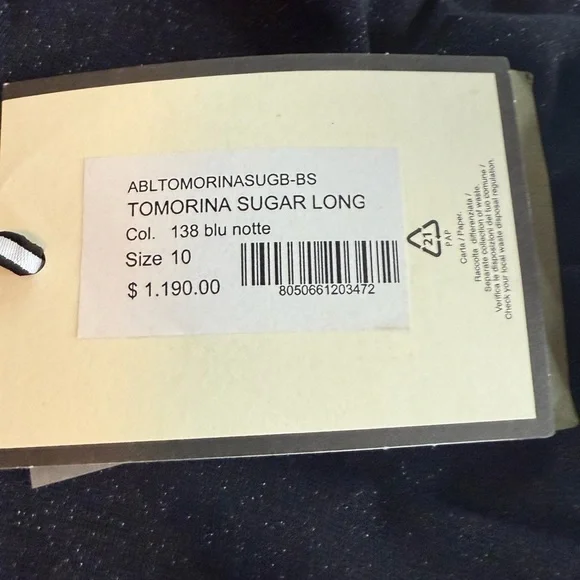 ABLTOMORINASUGB-BS
TOMORINA SUGAR LONG
Col. 138 blu notte
Size 10
$ 1.190.00
8050661203472
21
PAP
Carta / Paper.
Raccolta differenziata /
Separate collection of waste.
Verifica le disposizioni del tuo comune /
Check your local waste disposal regulation.